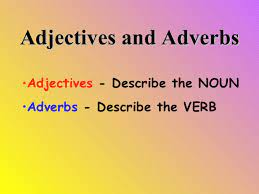 Adjectives and Adverbs
•Adjectives - Describe the NOUN
•Adverbs - Describe the VERB